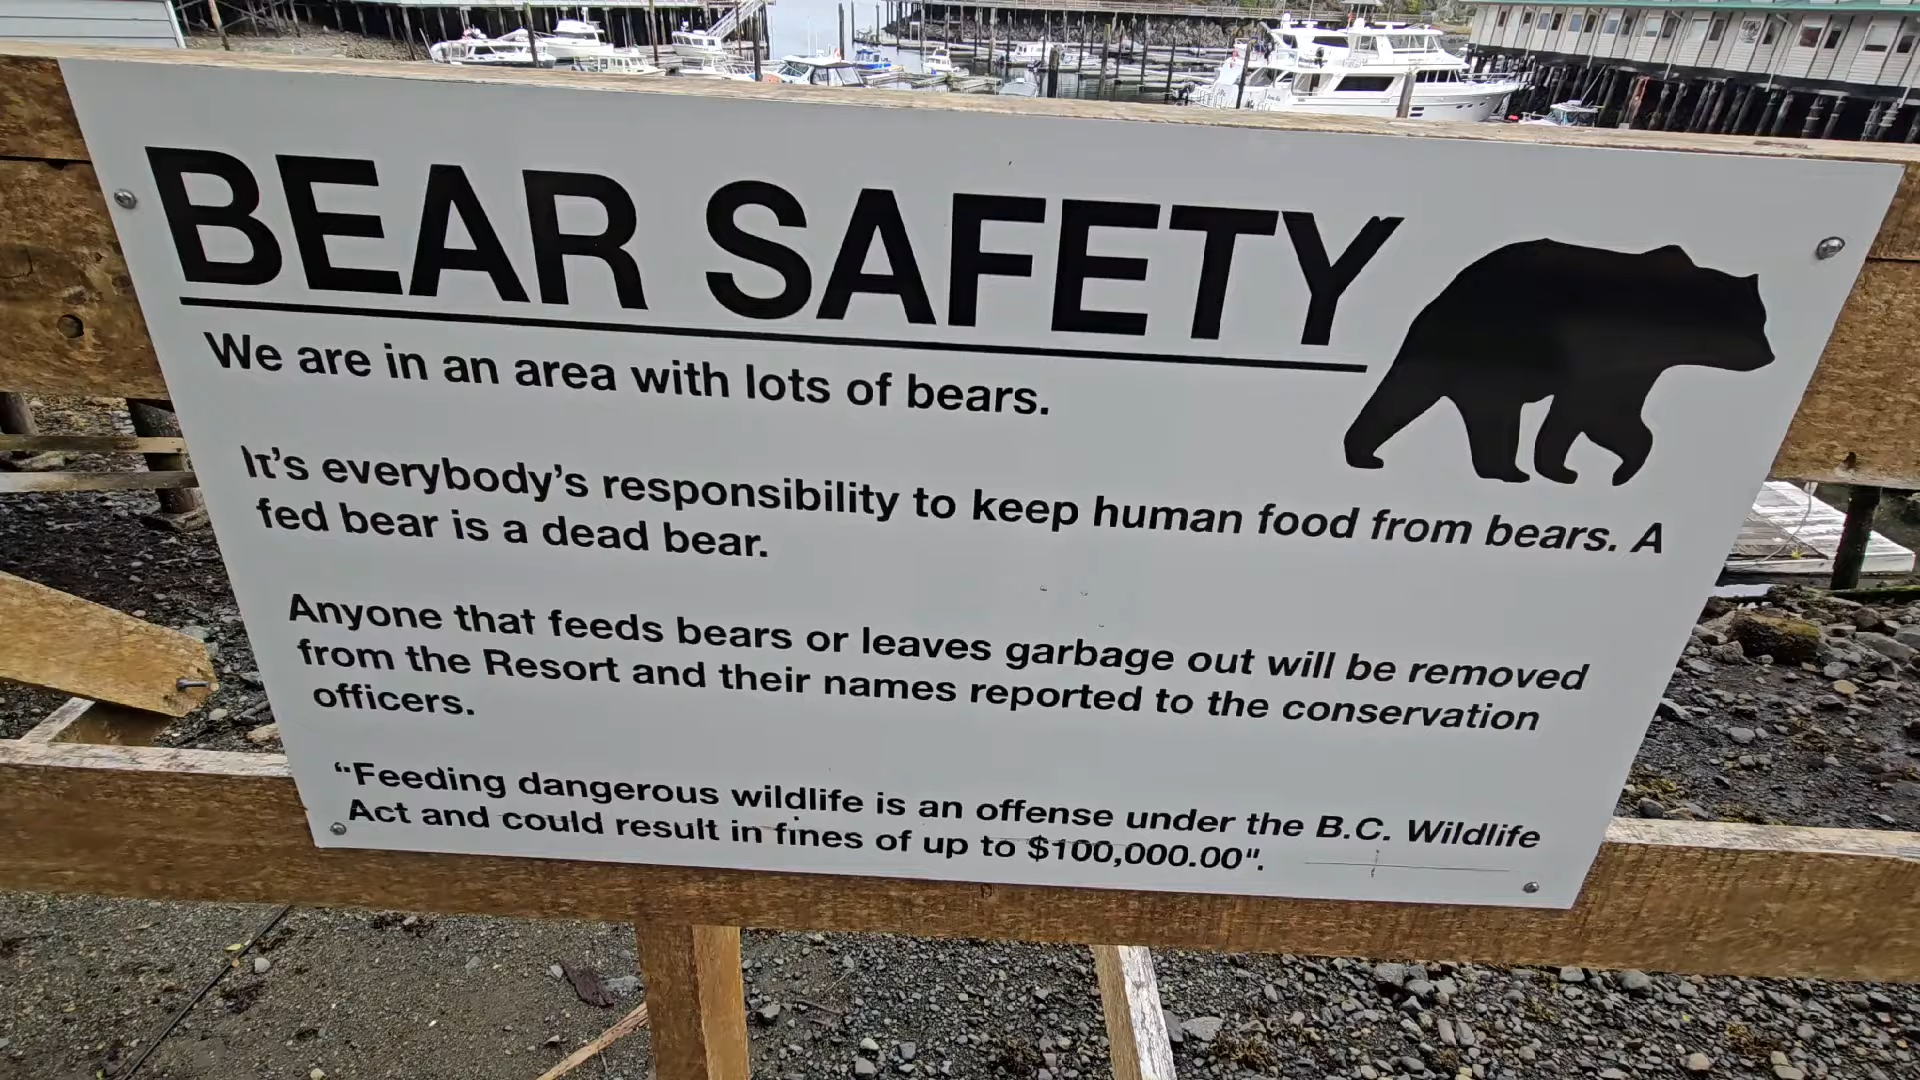 BEAR SAFETY
We are in an area with lots of bears.
It's everybody's responsibility to keep human food from bears. A
fed bear is a dead bear.
Anyone that feeds bears or leaves garbage out will be removed
from the Resort and their names reported to the conservation
officers.
“Feeding dangerous wildlife is an offense under the B.C. Wildlife
Act and could result in fines of up to $100,000.00".